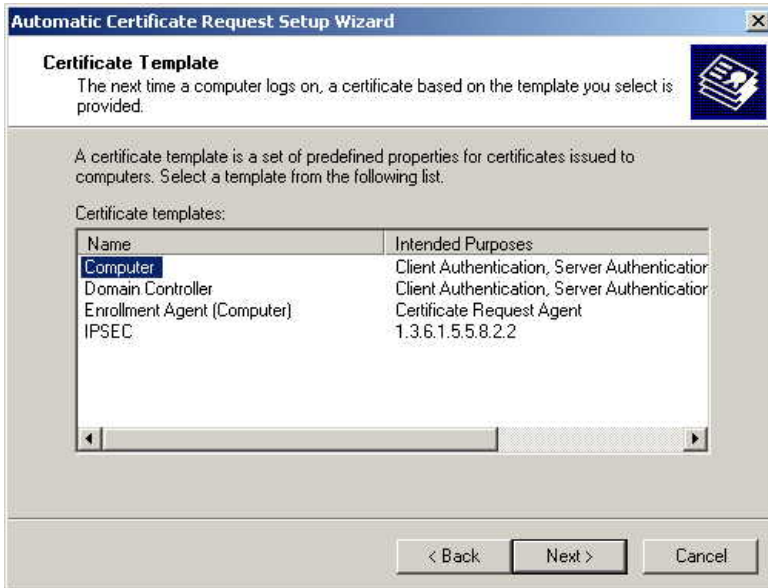 Automatic Certificate Request Setup Wizard
Certificate Template
The next time a computer logs on, a certificate based on the template you select is
provided.
A certificate template is a set of predefined properties for certificates issued to
computers. Select a template from the following list.
Certificate templates:
Name Intended Purposes
Computer Client Authentication, Server Authentication
Domain Controller Client Authentication, Server Authentication
Enrollment Agent (Computer) Certificate Request Agent
IPSEC 1.3.6.1.5.5.8.2.2
< Back Next > Cancel